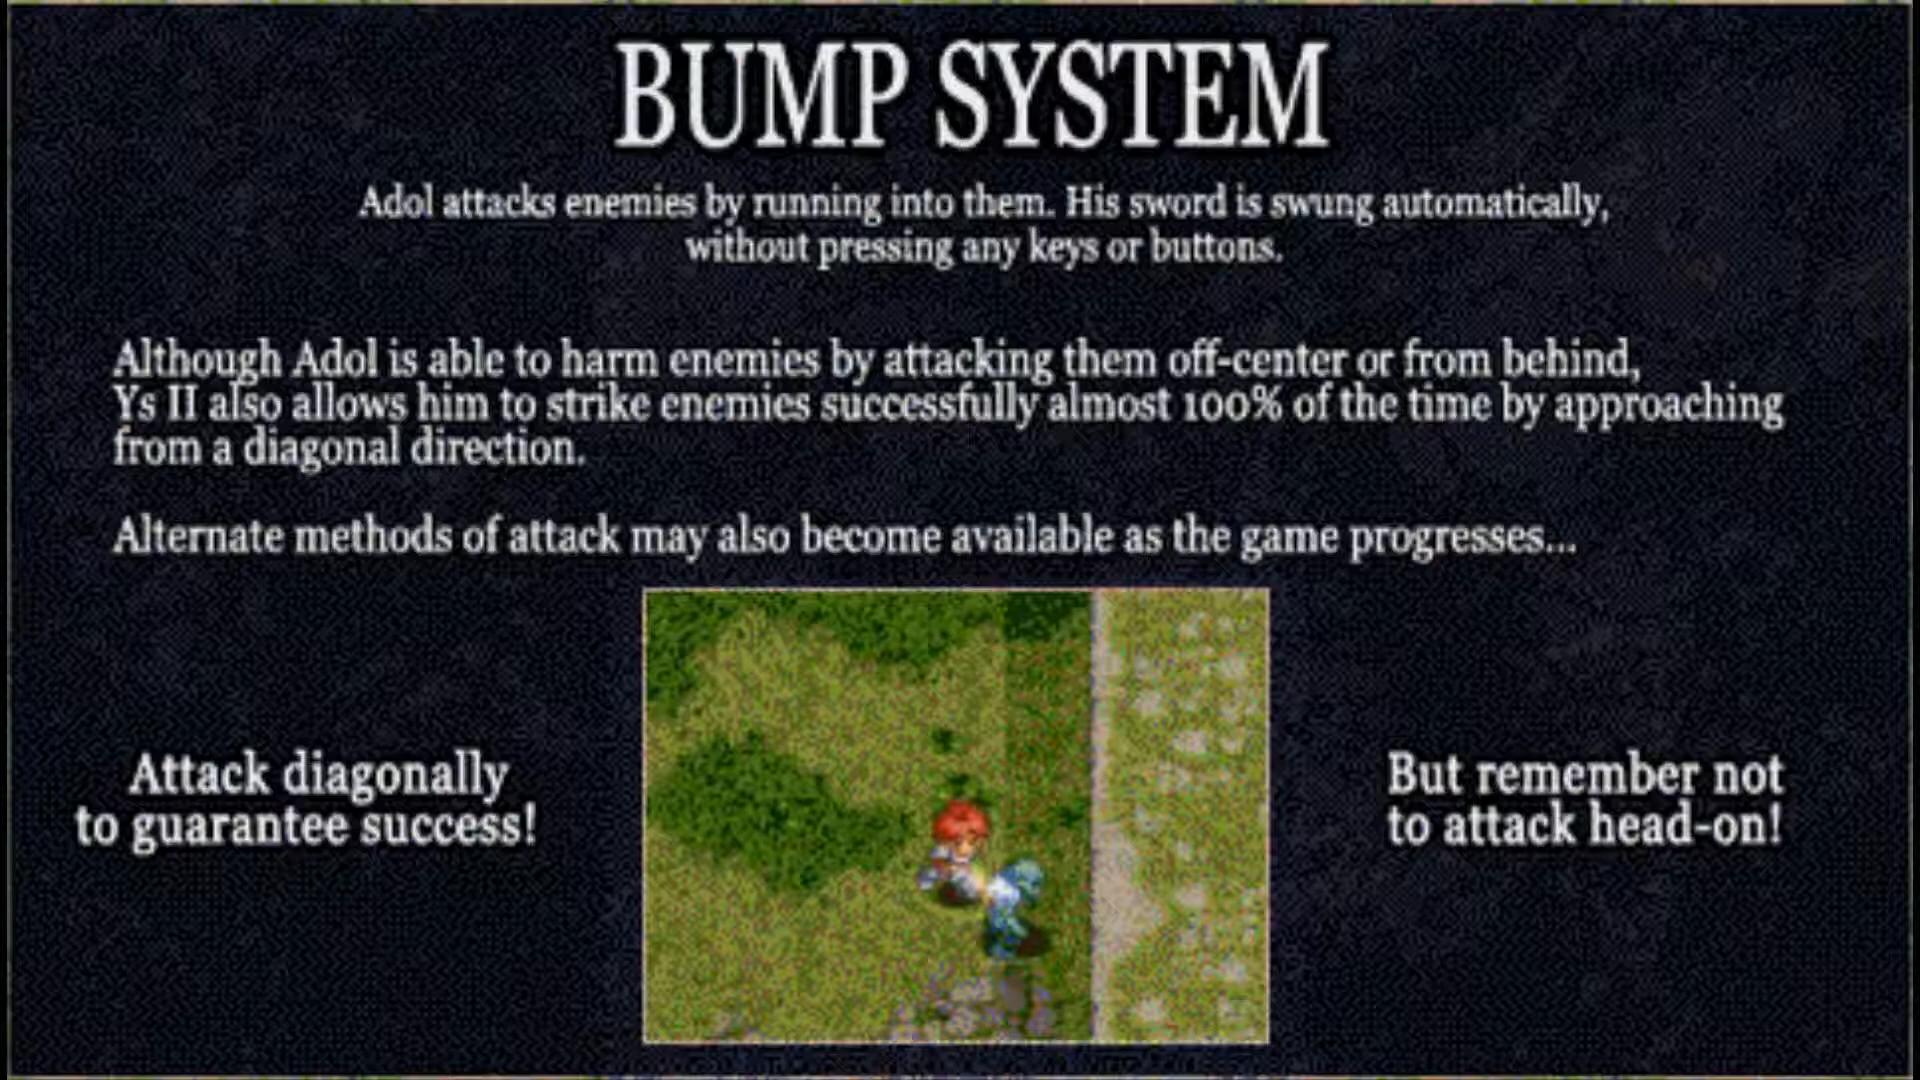 BUMP SYSTEM
Adol attacks enemies by running into them. His sword is swung automatically,
without pressing any keys or buttons.
Although Adol is able to harm enemies by attacking them off-center or from behind,
Ys II also allows him to strike enemies successfully almost 100% of the time by approaching
from a diagonal direction.
Alternate methods of attack may also become available as the game progresses...
Attack diagonally
to guarantee success!
But remember not
to attack head-on!